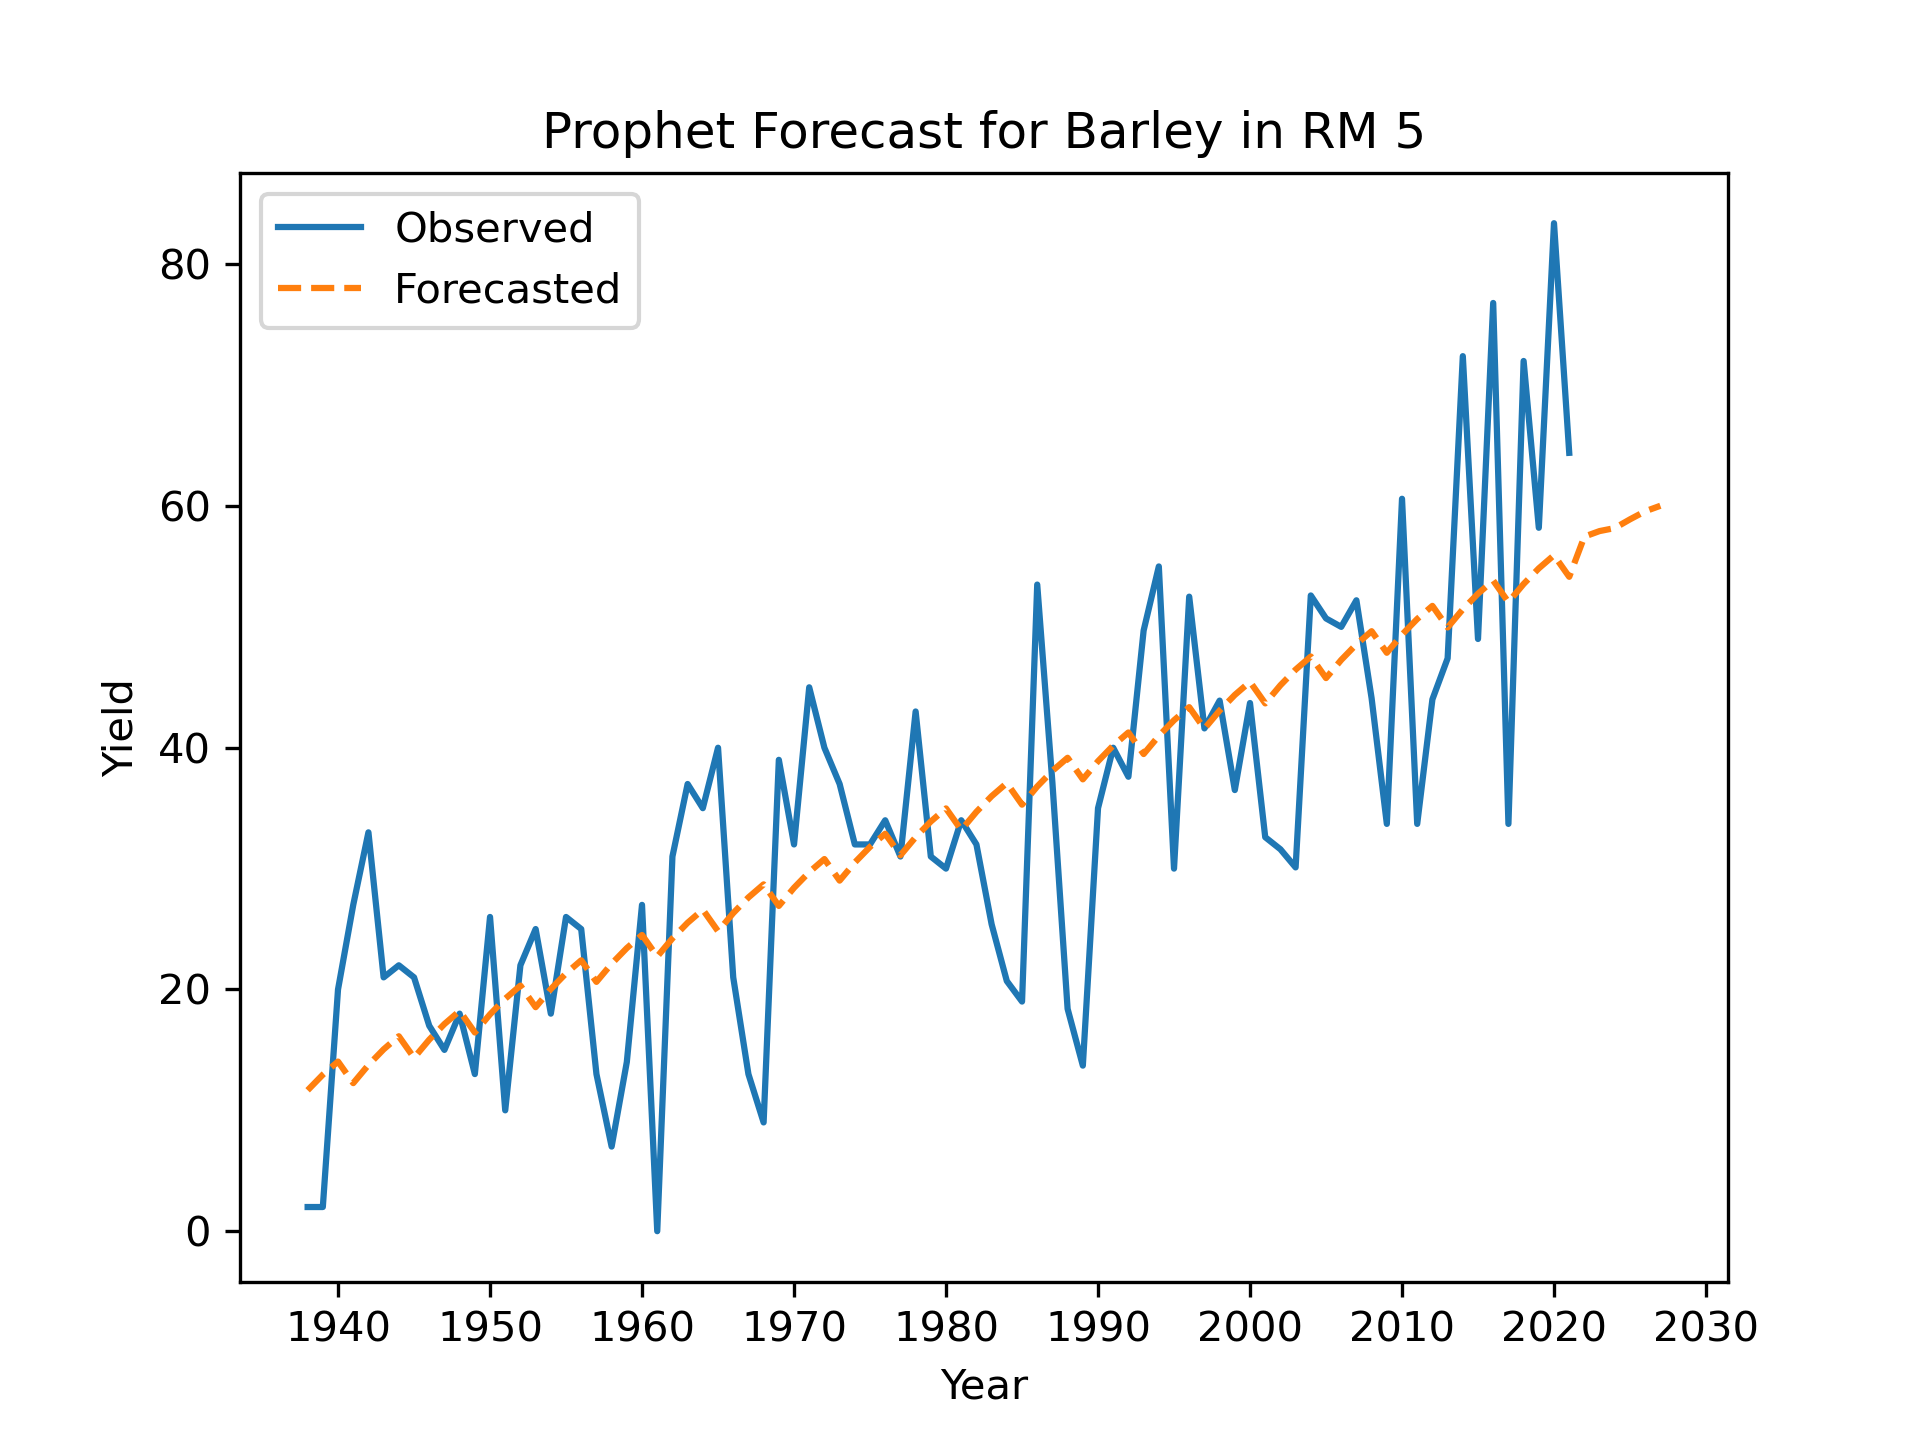 Prophet Forecast for Barley in RM 5
Observed
Forecasted
80
60
40
20
0
Yield
1940 1950 1960 1970 1980 1990 2000 2010 2020 2030
Year